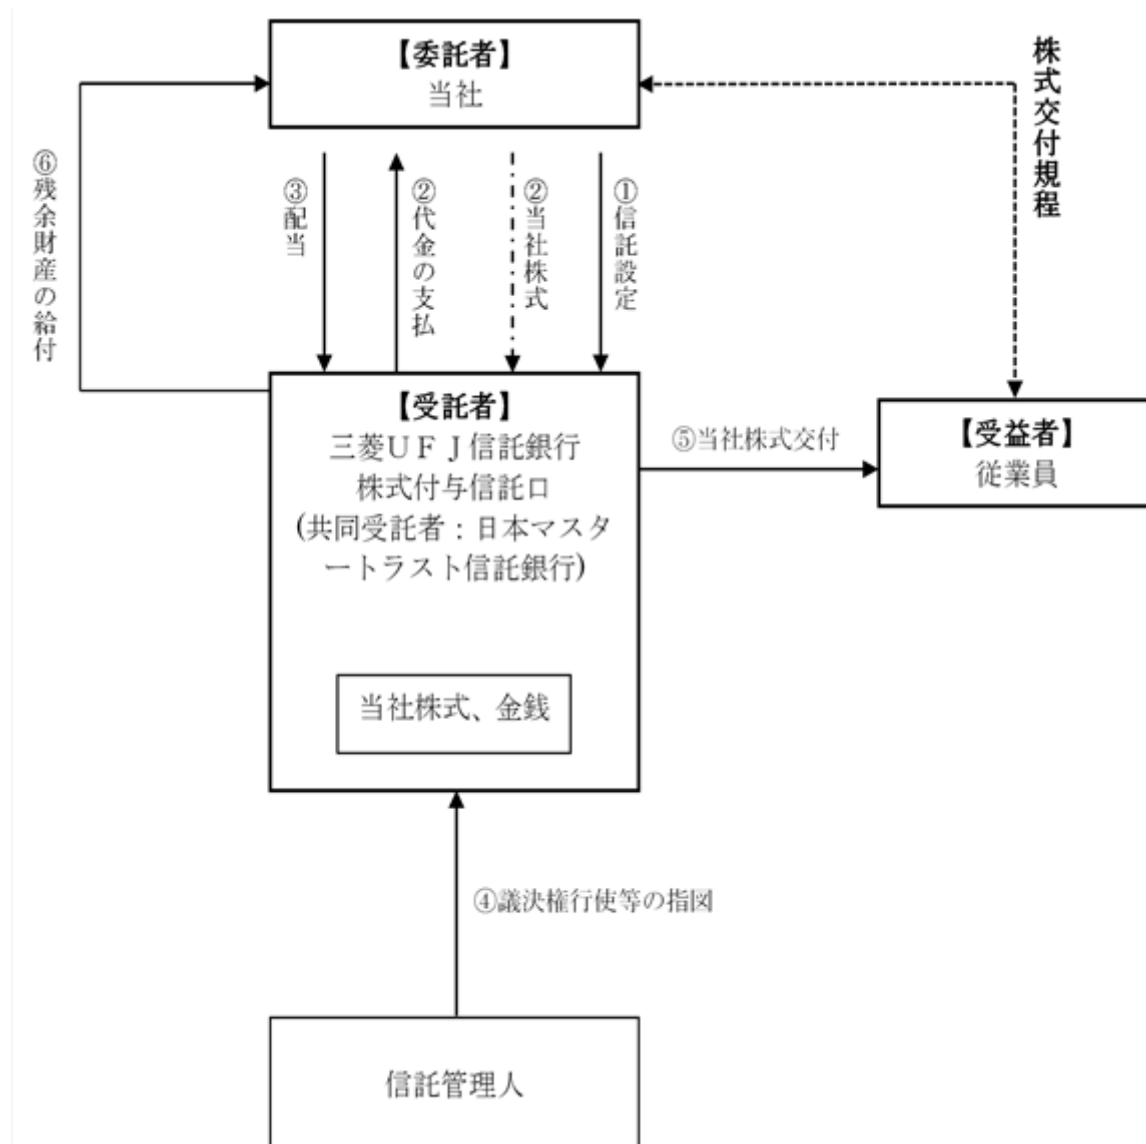 【委託者】
当社
株式交付規程
⑥残余財産の給付
③配当
②代金の支払
②当社株式
①信託設定
【受託者】
三菱ＵＦＪ信託銀行
株式付与信託口
(共同受託者：日本マスタ
ートラスト信託銀行)
当社株式、金銭
⑤当社株式交付
【受益者】
従業員
④議決権行使等の指図
信託管理人